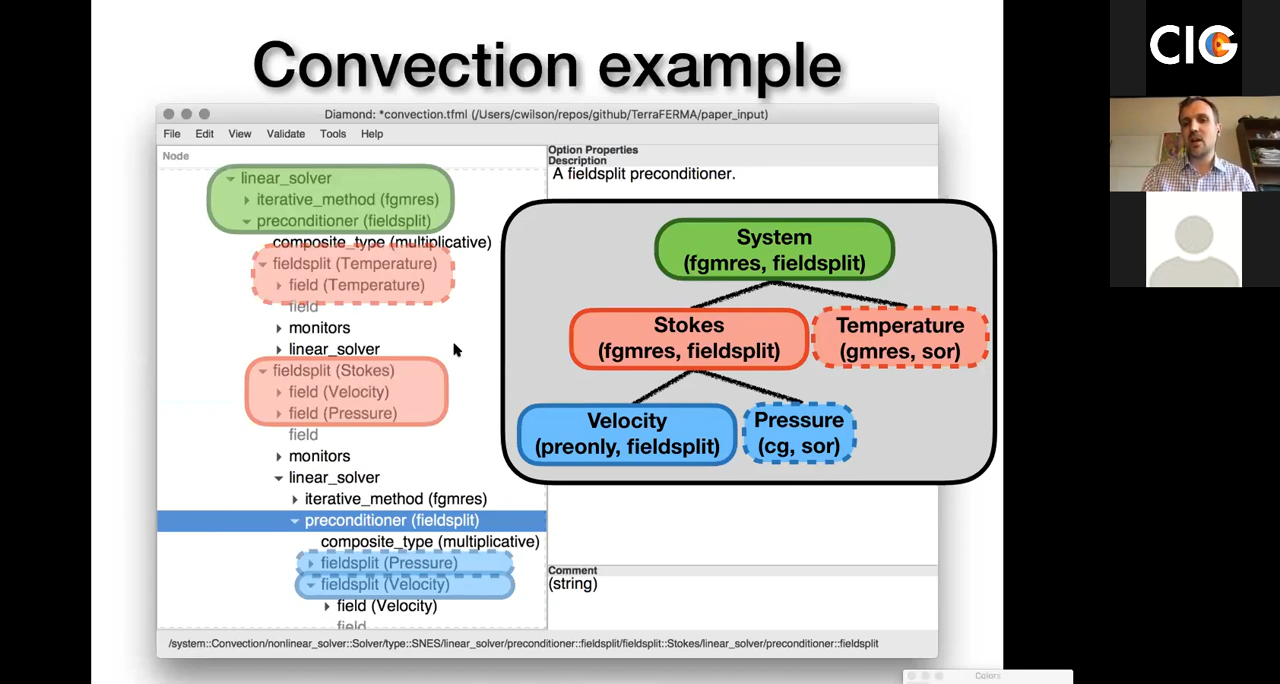 Convection example
Diamond: *convection.tfml (/Users/cwilson/repos/github/TerraFERMA/paper_input)
File Edit View Validate Tools Help
Node
linear_solver
iterative_method (fgmres)
preconditioner (fieldsplit)
composite_type (multiplicative)
fieldsplit (Temperature)
field (Temperature)
field
monitors
linear_solver
fieldsplit (Stokes)
field (Velocity)
field (Pressure)
field
monitors
linear_solver
iterative_method (fgmres)
preconditioner (fieldsplit)
composite_type (multiplicative)
fieldsplit (Pressure)
fieldsplit (Velocity)
field (Velocity)
field
Option Properties
Description
A fieldsplit preconditioner.
System
(fgmres, fieldsplit)
Stokes
(fgmres, fieldsplit)
Temperature
(gmres, sor)
Velocity
(preonly, fieldsplit)
Pressure
(cg, sor)
Comment
(string)
/system::Convection/nonlinear_solver::Solver/type::SNES/linear_solver/preconditioner::fieldsplit/fieldsplit::Stokes/linear_solver/preconditioner::fieldsplit
Colors
CIG